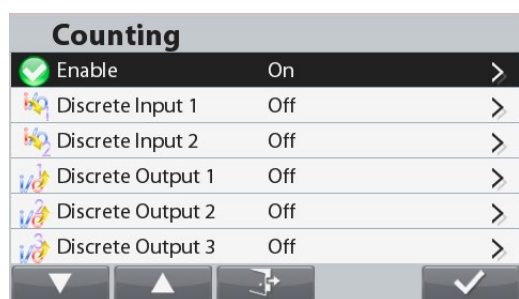 Counting
Enable On
Discrete Input 1 Off
Discrete Input 2 Off
Discrete Output 1 Off
Discrete Output 2 Off
Discrete Output 3 Off